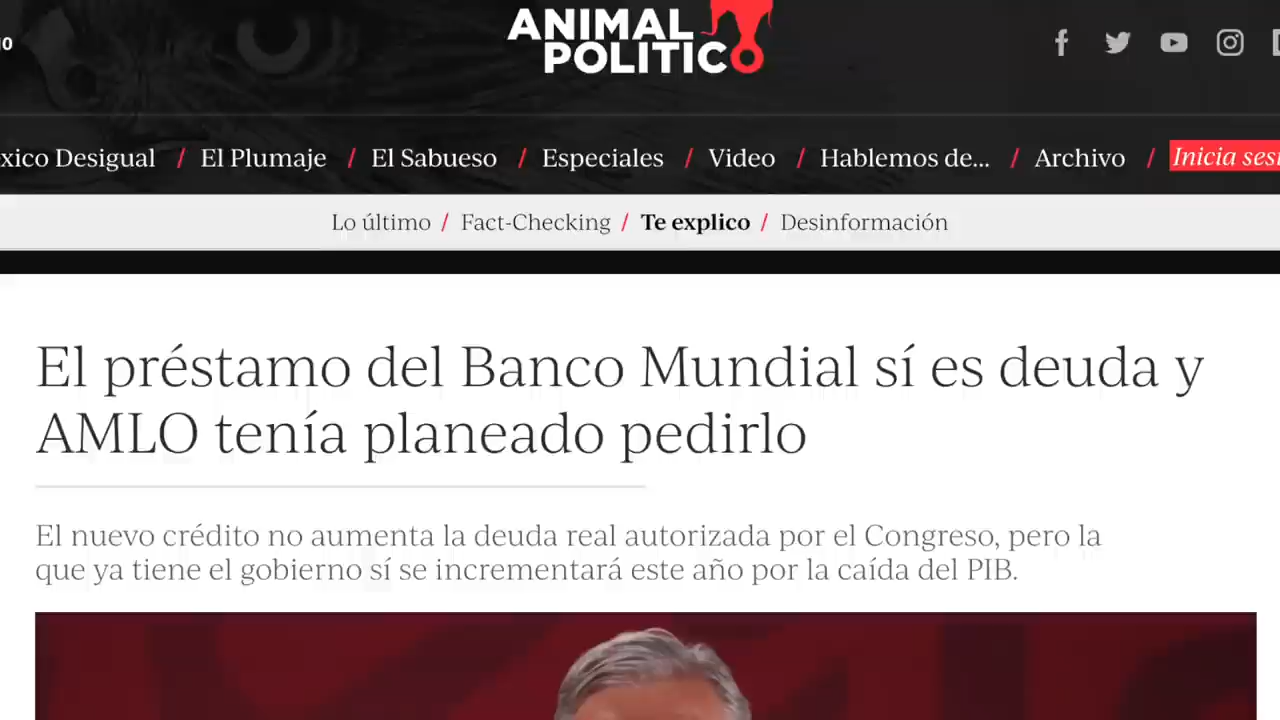 ANIMAL
POLITICO
xico Desigual / El Plumaje / El Sabueso / Especiales / Video / Hablemos de... / Archivo / Inicia sesi
Lo último / Fact-Checking / Te explico / Desinformación
El préstamo del Banco Mundial sí es deuda y
AMLO tenía planeado pedirlo
El nuevo crédito no aumenta la deuda real autorizada por el Congreso, pero la
que ya tiene el gobierno sí se incrementará este año por la caída del PIB.